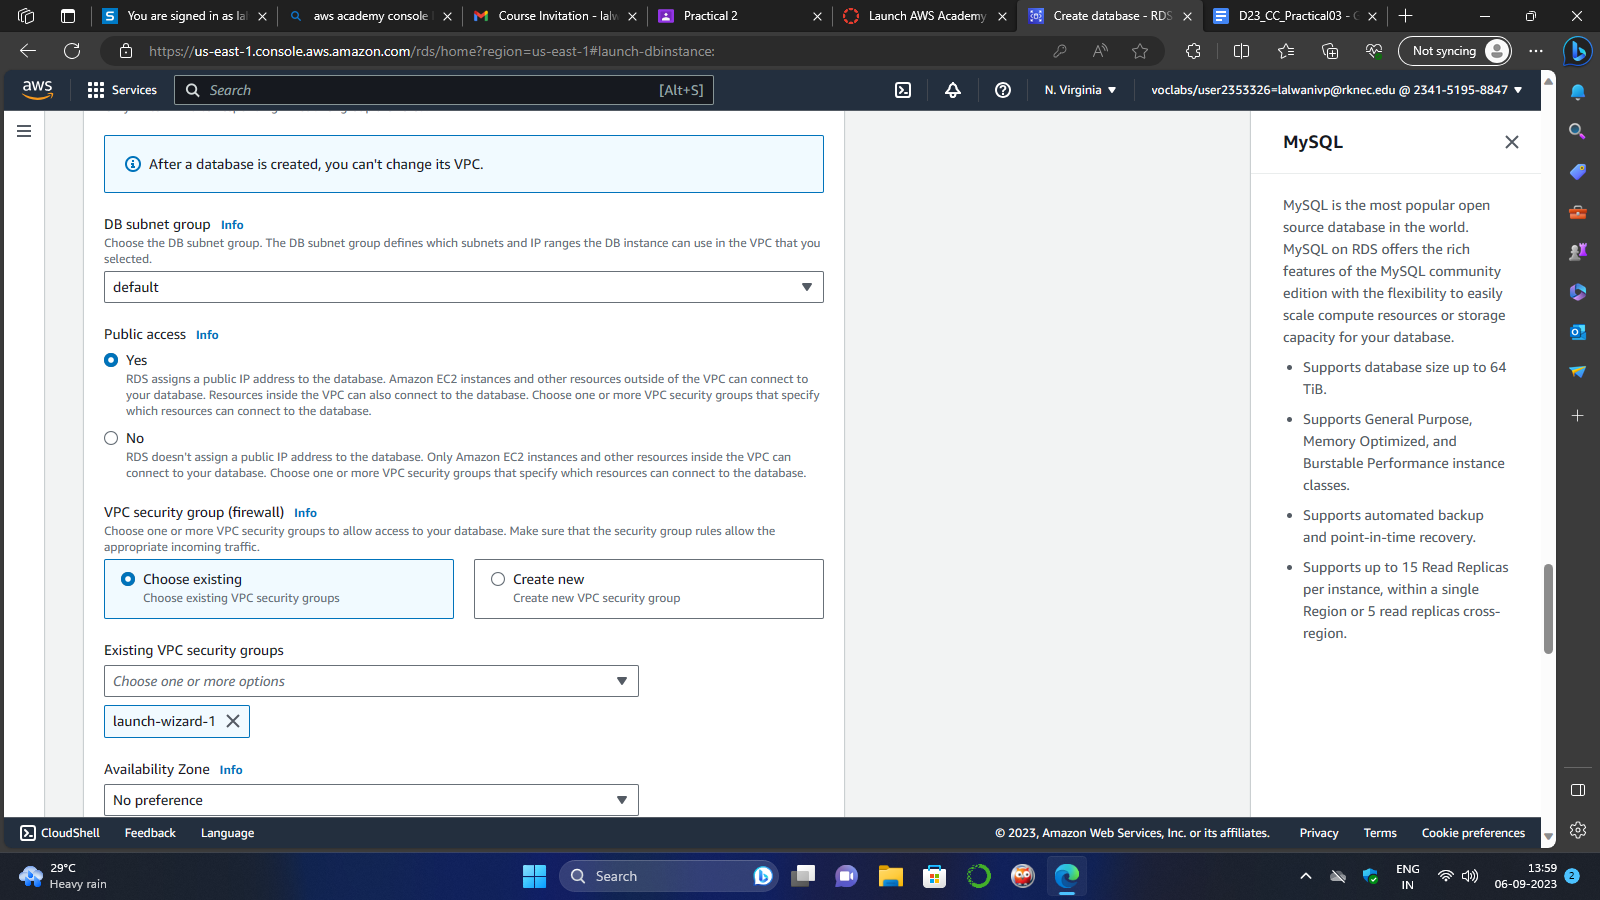 You are signed in as la
aws academy console
Course Invitation - lalw
Practical 2
Launch AWS Academy
Create database - RDS
D23_CC_Practical03 - G
https://us-east-1.console.aws.amazon.com/rds/home?region=us-east-1#launch-dbinstance:
Not syncing
aws
Services
Search
[Alt+S]
N. Virginia
voclabs/user2353326=lalwanivp@rknec.edu @ 2341-5195-8847
After a database is created, you can't change its VPC.
DB subnet group Info
Choose the DB subnet group. The DB subnet group defines which subnets and IP ranges the DB instance can use in the VPC that you
selected.
default
Public access Info
Yes
RDS assigns a public IP address to the database. Amazon EC2 instances and other resources outside of the VPC can connect to
your database. Resources inside the VPC can also connect to the database. Choose one or more VPC security groups that specify
which resources can connect to the database.
No
RDS doesn't assign a public IP address to the database. Only Amazon EC2 instances and other resources inside the VPC can
connect to your database. Choose one or more VPC security groups that specify which resources can connect to the database.
VPC security group (firewall) Info
Choose one or more VPC security groups to allow access to your database. Make sure that the security group rules allow the
appropriate incoming traffic.
Choose existing
Choose existing VPC security groups
Create new
Create new VPC security group
Existing VPC security groups
Choose one or more options
launch-wizard-1
Availability Zone Info
No preference
MySQL
MySQL is the most popular open
source database in the world.
MySQL on RDS offers the rich
features of the MySQL community
edition with the flexibility to easily
scale compute resources or storage
capacity for your database.
• Supports database size up to 64
TiB.
• Supports General Purpose,
Memory Optimized, and
Burstable Performance instance
classes.
• Supports automated backup
and point-in-time recovery.
• Supports up to 15 Read Replicas
per instance, within a single
Region or 5 read replicas cross-
region.
CloudShell
Feedback
Language
© 2023, Amazon Web Services, Inc. or its affiliates.
Privacy
Terms
Cookie preferences
29°C
Heavy rain
Search
ENG
IN
13:59
06-09-2023
2